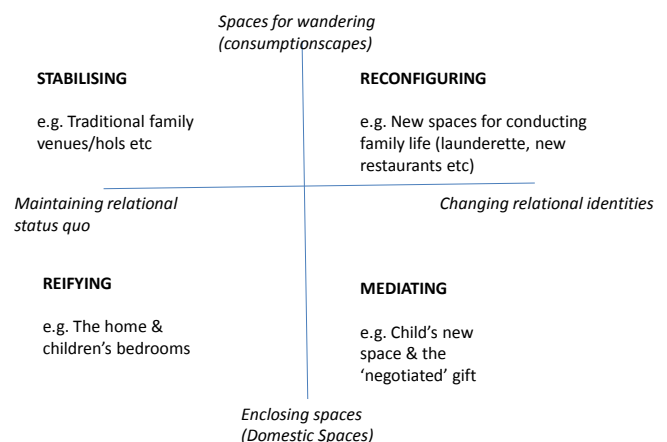 Spaces for wandering
(consumptionscapes)
STABILISING
e.g. Traditional family
venues/hols etc
RECONFIGURING
e.g. New spaces for conducting
family life (launderette, new
restaurants etc)
Maintaining relational
status quo
Changing relational identities
REIFYING
e.g. The home &
children’s bedrooms
MEDIATING
e.g. Child’s new
space & the
‘negotiated’ gift
Enclosing spaces
(Domestic Spaces)